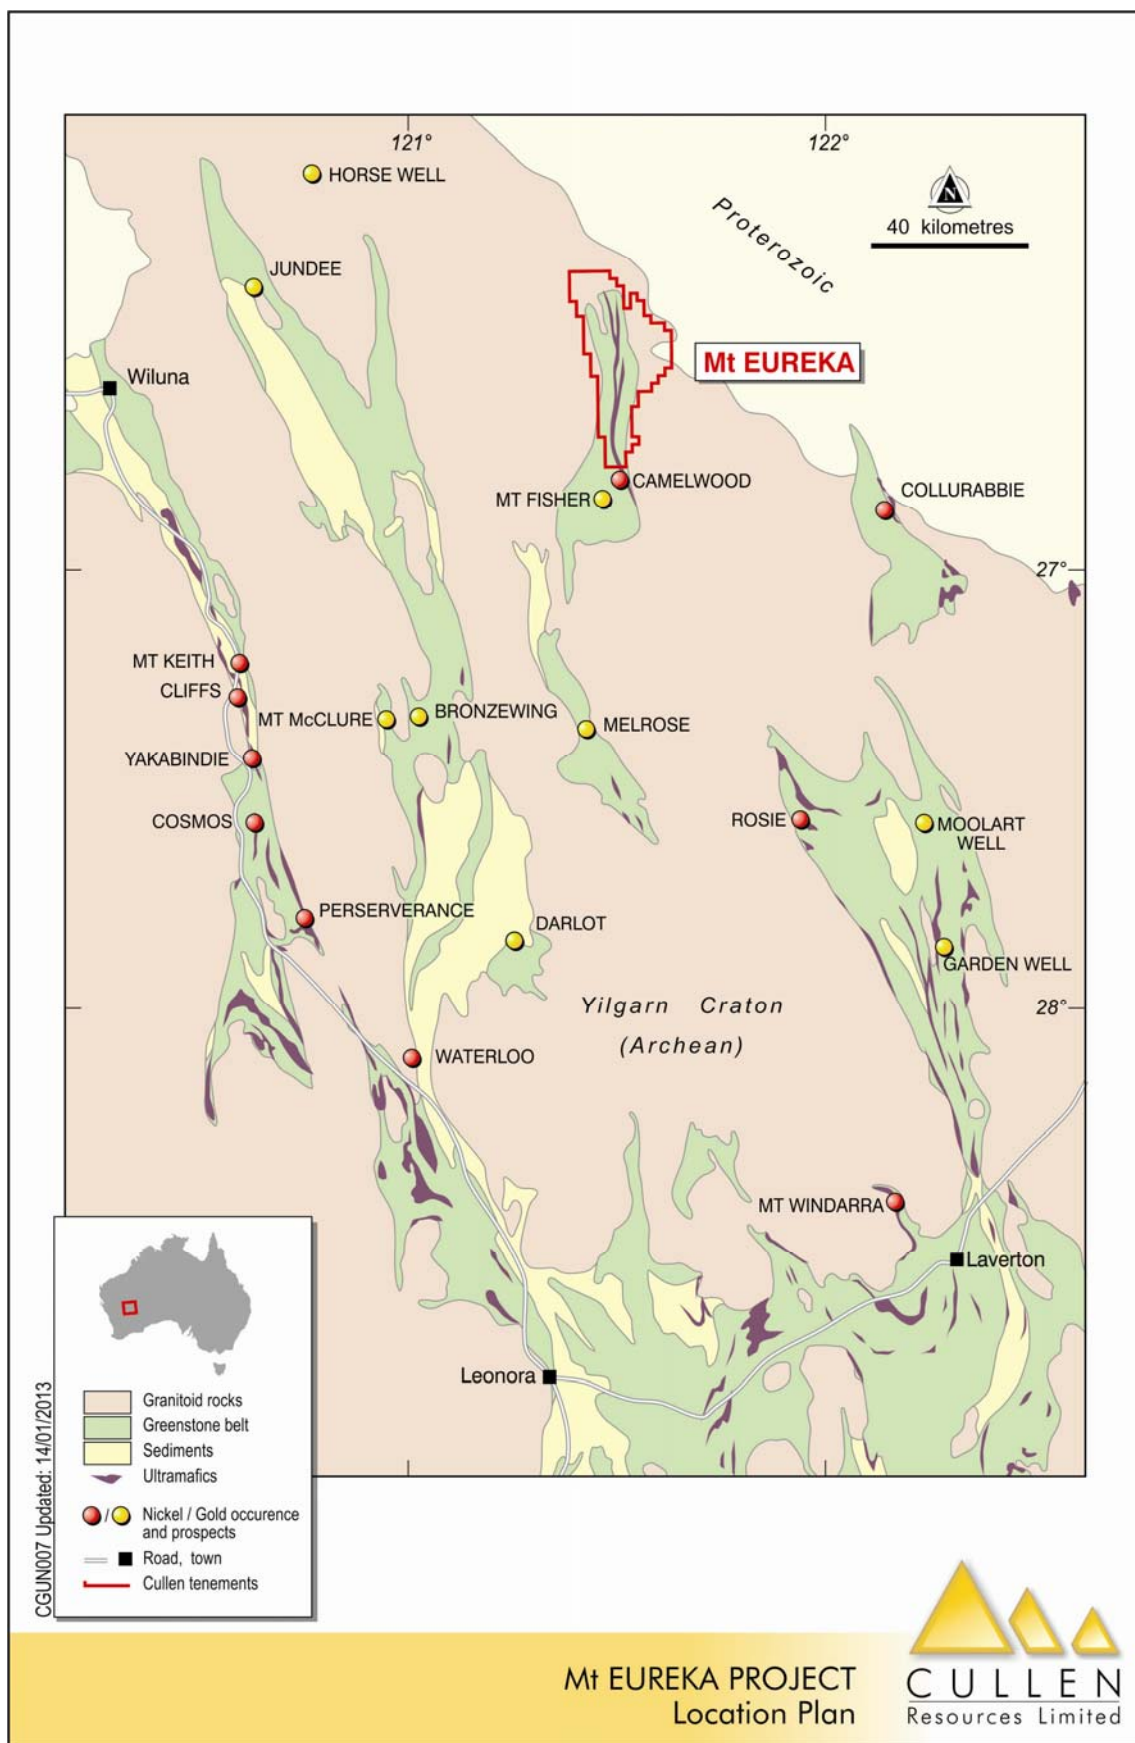 121°
122°
HORSE WELL
N
40 kilometres
Proterozoic
JUNDEE
Mt EUREKA
Wiluna
CAMELWOOD
MT FISHER
COLLURABBIE
27°
MT KEITH
CLIFFS
MT McCLURE
BRONZEWING
MELROSE
YAKABINDIE
COSMOS
ROSIE
MOOLART
WELL
PERSERVERANCE
DARLOT
GARDEN WELL
Yilgarn Craton
(Archean)
28°
WATERLOO
MT WINDARRA
Laverton
Leonora
Granitoid rocks
Greenstone belt
Sediments
Ultramafics
/ Nickel / Gold occurence
and prospects
Road, town
Cullen tenements
CGUN007 Updated: 14/01/2013
Mt EUREKA PROJECT
Location Plan
CULLEN
Resources Limited